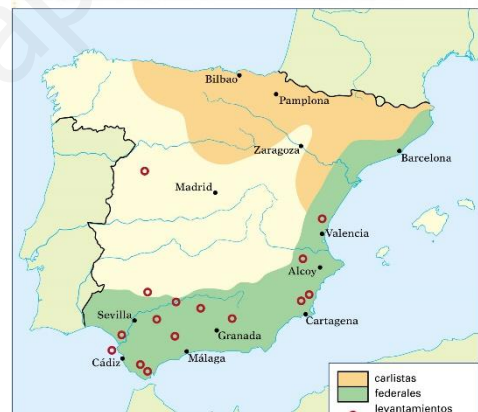 Bilbao
Pamplona
Zaragoza
Barcelona
Madrid
Valencia
Alcoy
Sevilla
Granada
Cartagena
Cádiz
Málaga
carlistas
federales
levantamientos